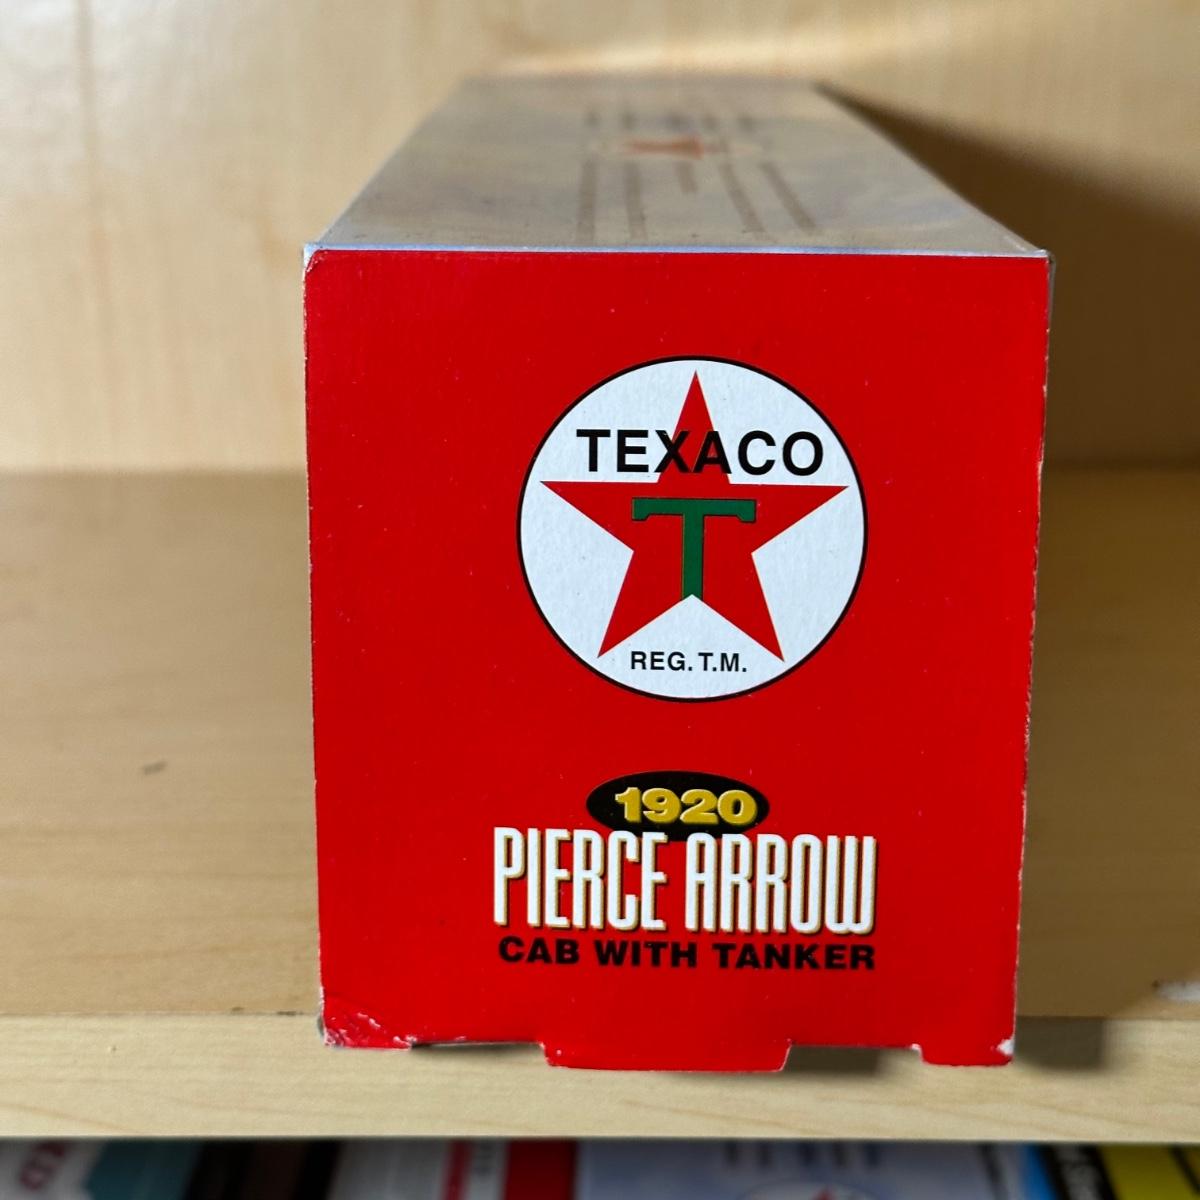 TEXACO
T
REG. T.M.
1920
PIERCE ARROW
CAB WITH TANKER